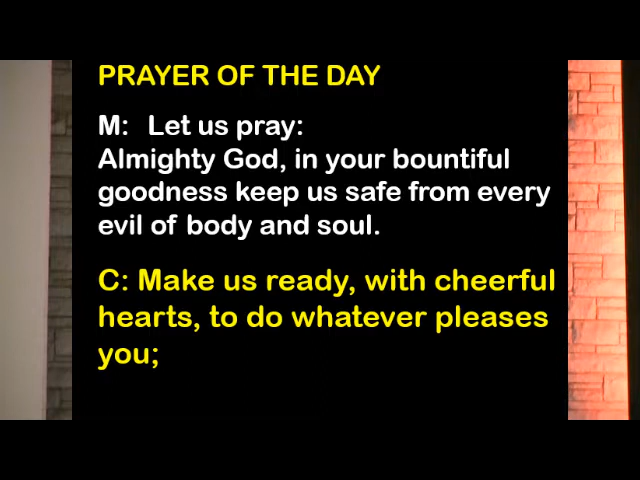 PRAYER OF THE DAY
M: Let us pray:
Almighty God, in your bountiful
goodness keep us safe from every
evil of body and soul.
C: Make us ready, with cheerful
hearts, to do whatever pleases
you;